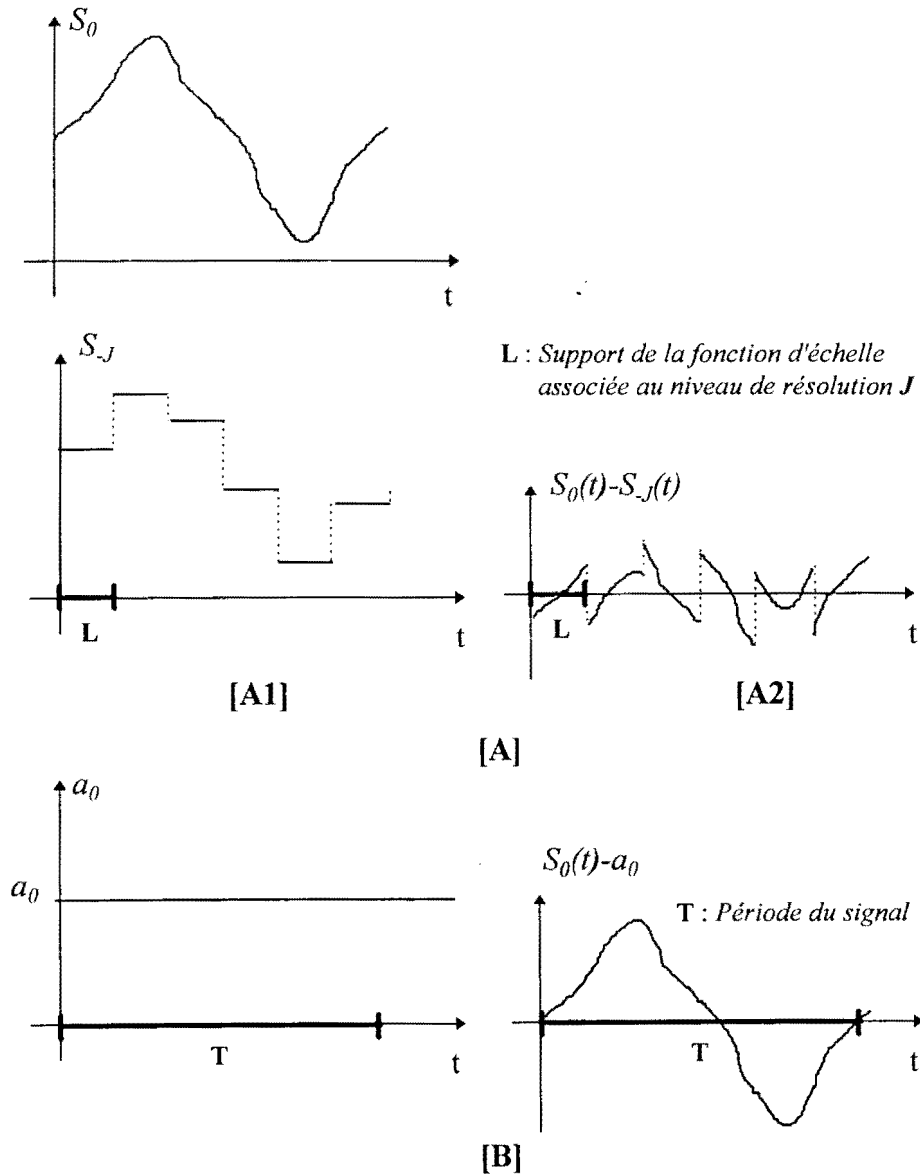 S₀
t
S₋J
L : Support de la fonction d'échelle
associée au niveau de résolution J
L
t
S₀(t)-S₋J(t)
L
t
[A1]
[A2]
[A]
a₀
a₀
T
t
S₀(t)-a₀
T : Période du signal
T
t
[B]